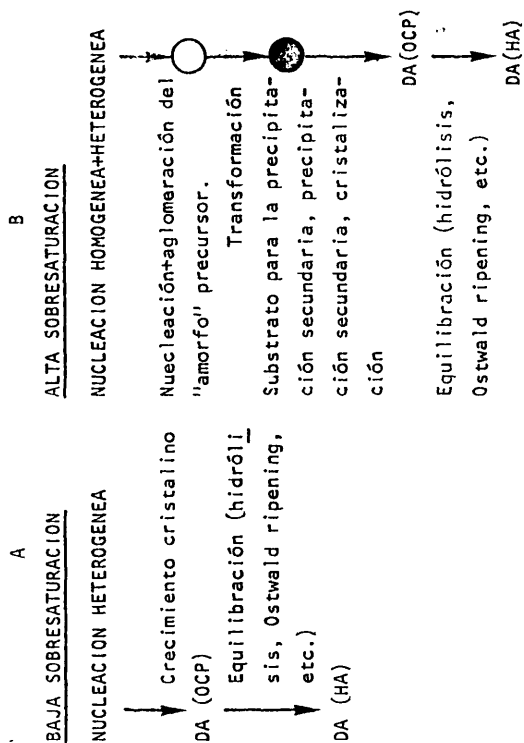 A
BAJA SOBRESATURACION
NUCLEACION HETEROGENEA
Crecimiento cristalino
DA (OCP)
Equilibración (hidróli
sis, Ostwald ripening,
etc.)
DA (HA)
B
ALTA SOBRESATURACION
NUCLEACION HOMOGENEA+HETEROGENEA
Nuecleación+aglomeración del
"amorfo" precursor.
Transformación
Substrato para la precipita-
ción secundaria, precipita-
ción secundaria, cristaliza-
ción
DA(OCP)
Equilibración (hidrólisis,
Ostwald ripening, etc.)
DA(HA)